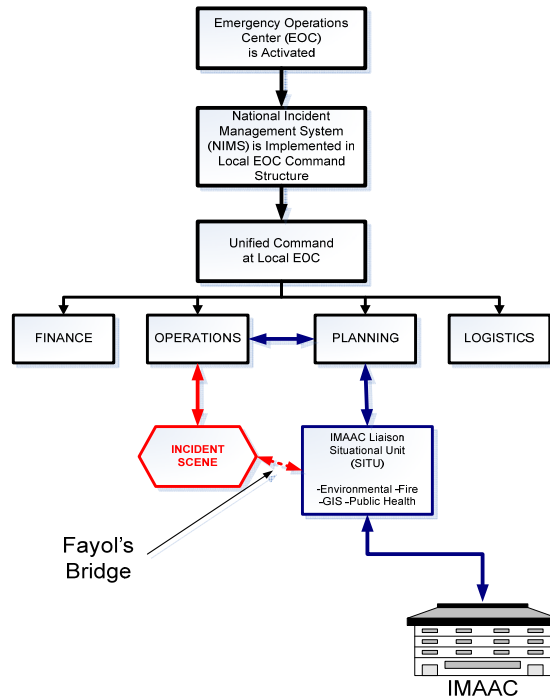 Emergency Operations
Center (EOC)
is Activated
National Incident
Management System
(NIMS) is Implemented in
Local EOC Command
Structure
Unified Command
at Local EOC
FINANCE
OPERATIONS
PLANNING
LOGISTICS
INCIDENT
SCENE
IMAAC Liaison
Situational Unit
(SITU)
-Environmental -Fire
-GIS -Public Health
Fayol's
Bridge
IMAAC